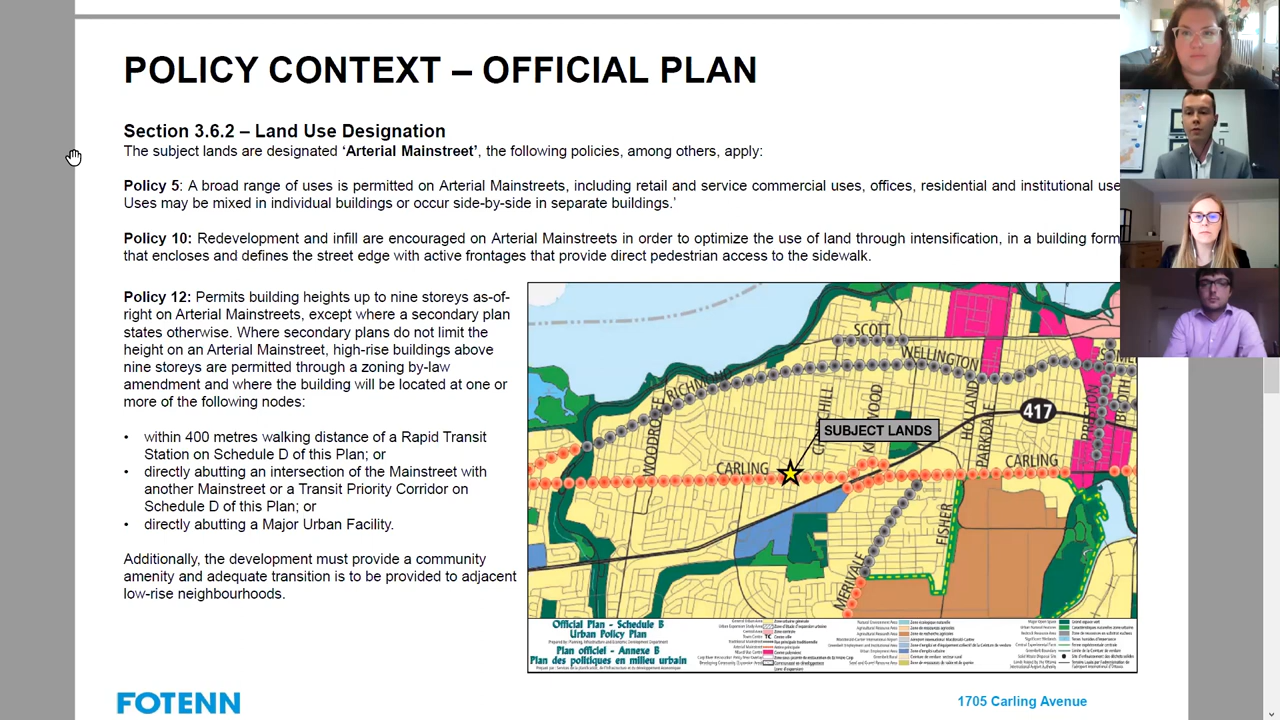 POLICY CONTEXT – OFFICIAL PLAN
Section 3.6.2 – Land Use Designation
The subject lands are designated ‘Arterial Mainstreet’, the following policies, among others, apply:
Policy 5: A broad range of uses is permitted on Arterial Mainstreets, including retail and service commercial uses, offices, residential and institutional use
Uses may be mixed in individual buildings or occur side-by-side in separate buildings.’
Policy 10: Redevelopment and infill are encouraged on Arterial Mainstreets in order to optimize the use of land through intensification, in a building form
that encloses and defines the street edge with active frontages that provide direct pedestrian access to the sidewalk.
Policy 12: Permits building heights up to nine storeys as-of-
right on Arterial Mainstreets, except where a secondary plan
states otherwise. Where secondary plans do not limit the
height on an Arterial Mainstreet, high-rise buildings above
nine storeys are permitted through a zoning by-law
amendment and where the building will be located at one or
more of the following nodes:
• within 400 metres walking distance of a Rapid Transit
Station on Schedule D of this Plan; or
• directly abutting an intersection of the Mainstreet with
another Mainstreet or a Transit Priority Corridor on
Schedule D of this Plan; or
• directly abutting a Major Urban Facility.
Additionally, the development must provide a community
amenity and adequate transition is to be provided to adjacent
low-rise neighbourhoods.
SCOTT
WELLINGTON
RICHMOND
417
HOLLAND
PARKDALE
SUBJECT LANDS
CARLING
CARLING
FISHER
MERIVALE
Official Plan - Schedule B
Urban Policy Plan
Plan officiel - Annexe B
Plan des politiques en milieu urbain
FOTENN
1705 Carling Avenue